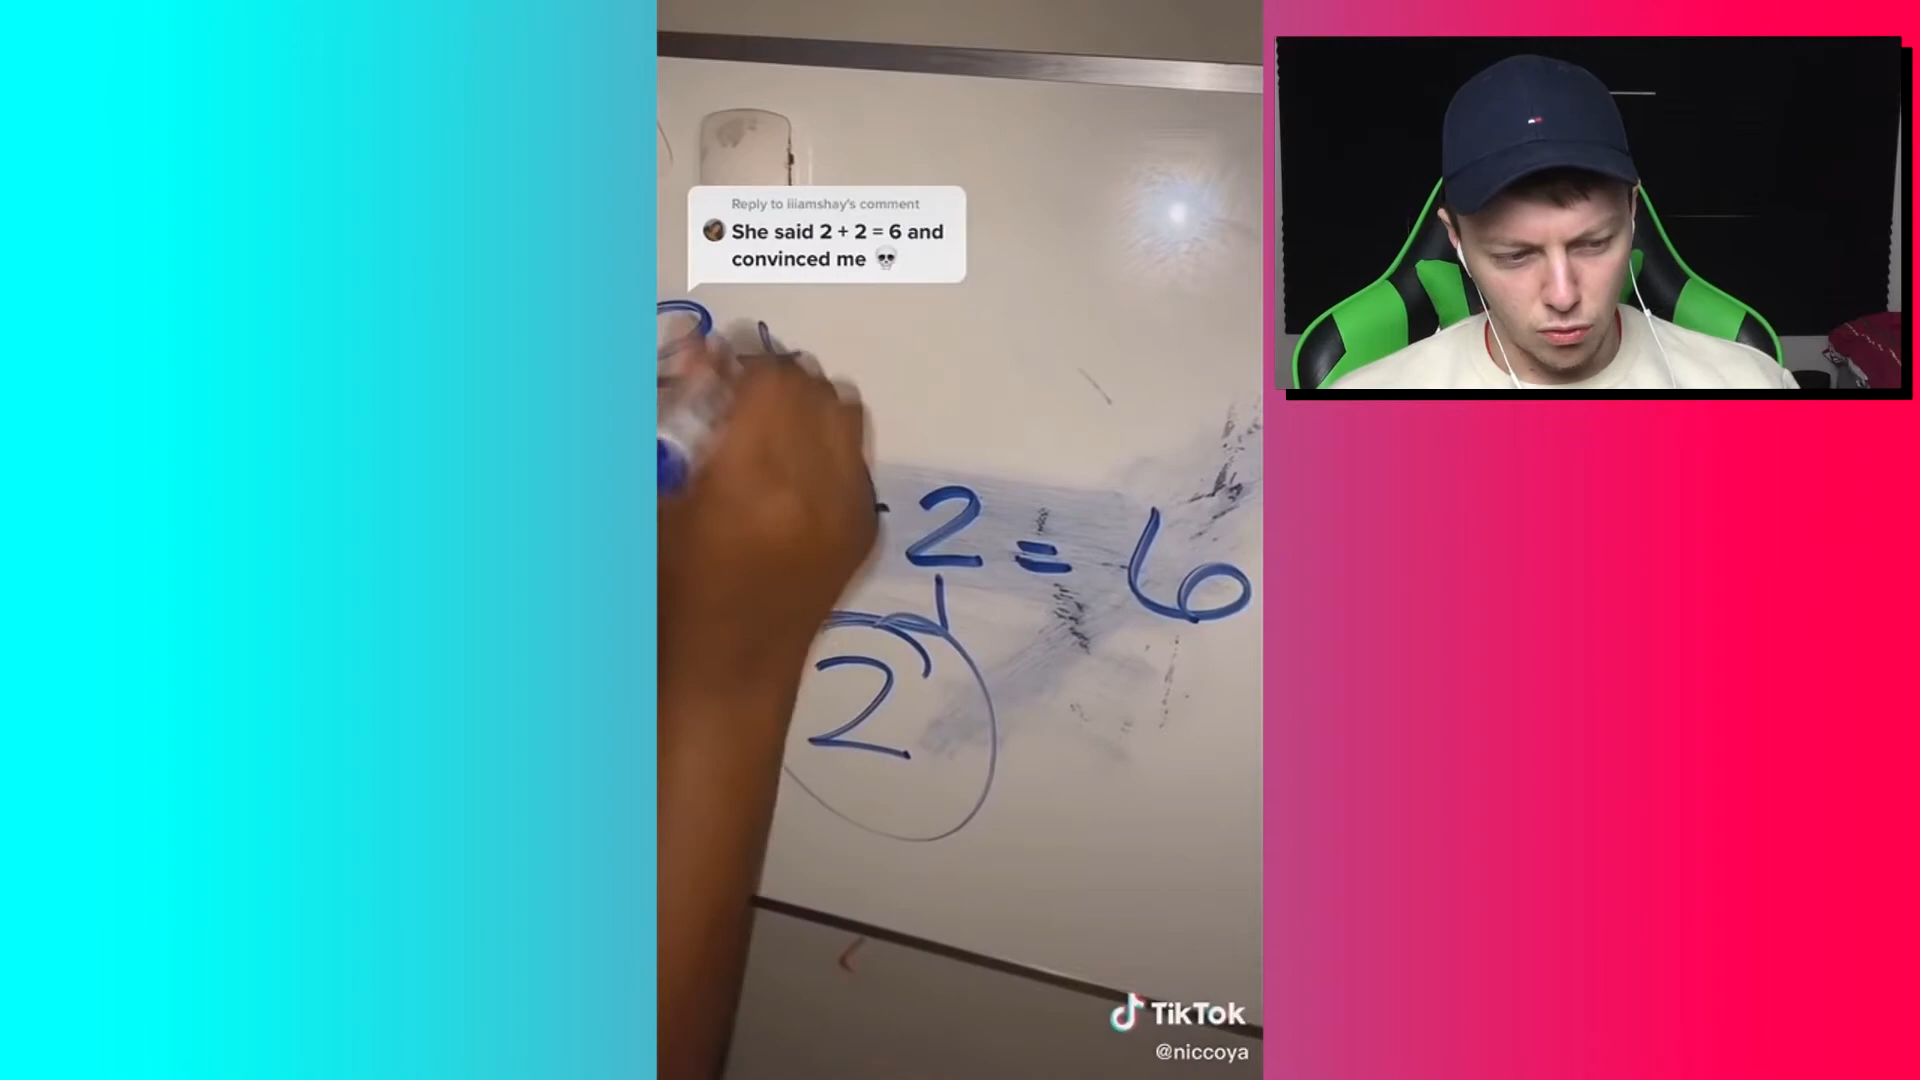 Reply to iiiamshay's comment
She said 2 + 2 = 6 and
convinced me 💀
2 = 6
2
TikTok
@niccoya